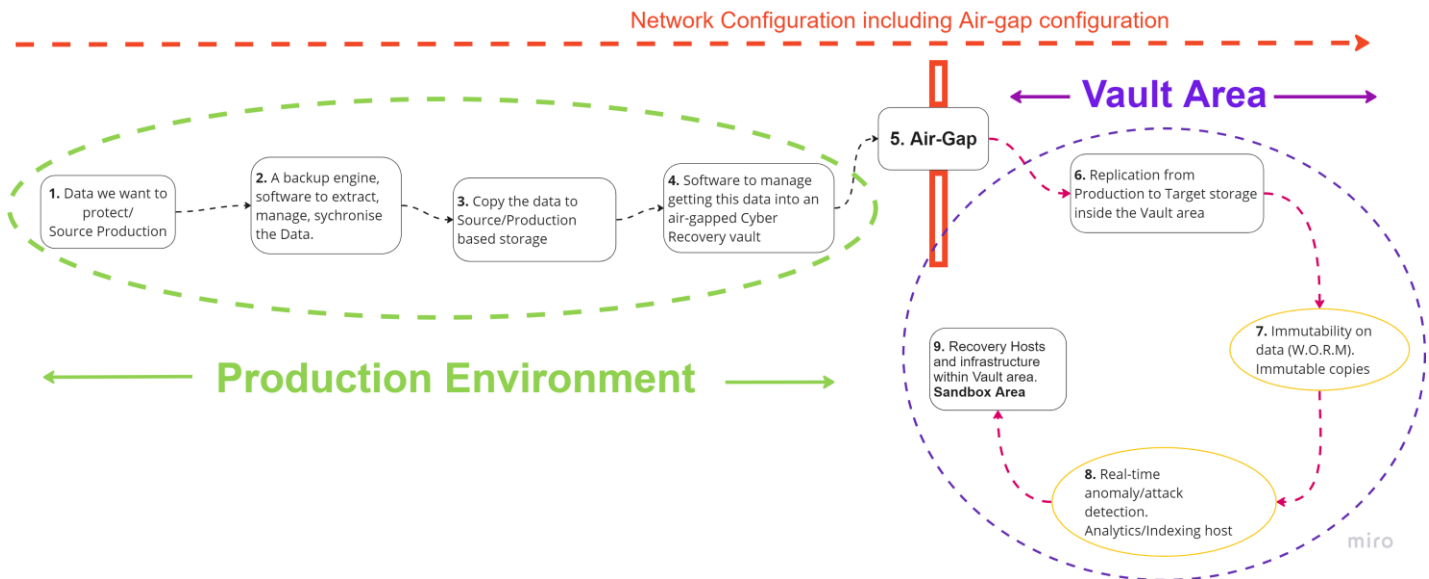 Network Configuration including Air-gap configuration
Vault Area
5. Air-Gap
1. Data we want to
protect/
Source Production
2. A backup engine,
software to extract,
manage, sychronise
the Data.
3. Copy the data to
Source/Production
based storage
4. Software to manage
getting this data into an
air-gapped Cyber
Recovery vault
6. Replication from
Production to Target storage
inside the Vault area
Production Environment
7. Immutability on
data (W.O.R.M).
Immutable copies
9. Recovery Hosts
and infrastructure
within Vault area.
Sandbox Area
8. Real-time
anomaly/attack
detection.
Analytics/Indexing host
miro